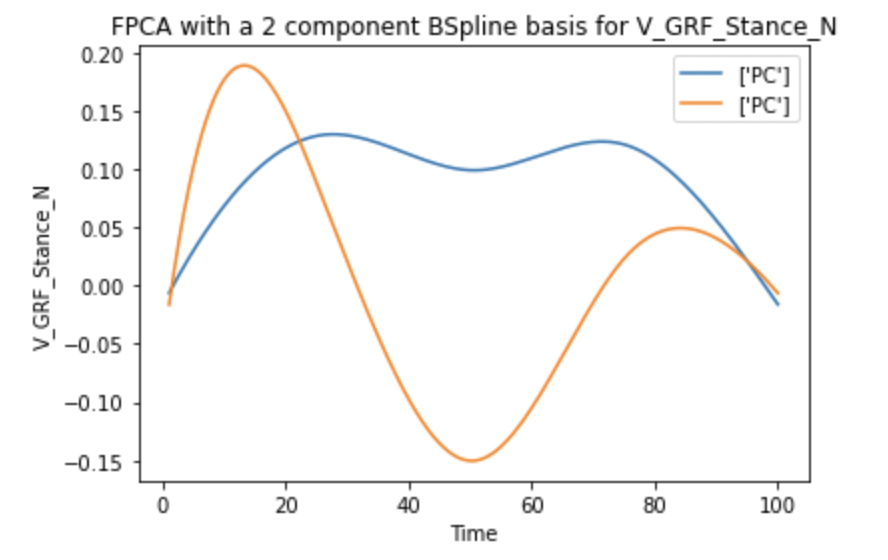 FPCA with a 2 component BSpline basis for V_GRF_Stance_N
['PC']
['PC']
V_GRF_Stance_N
0.20
0.15
0.10
0.05
0.00
−0.05
−0.10
−0.15
0 20 40 60 80 100
Time